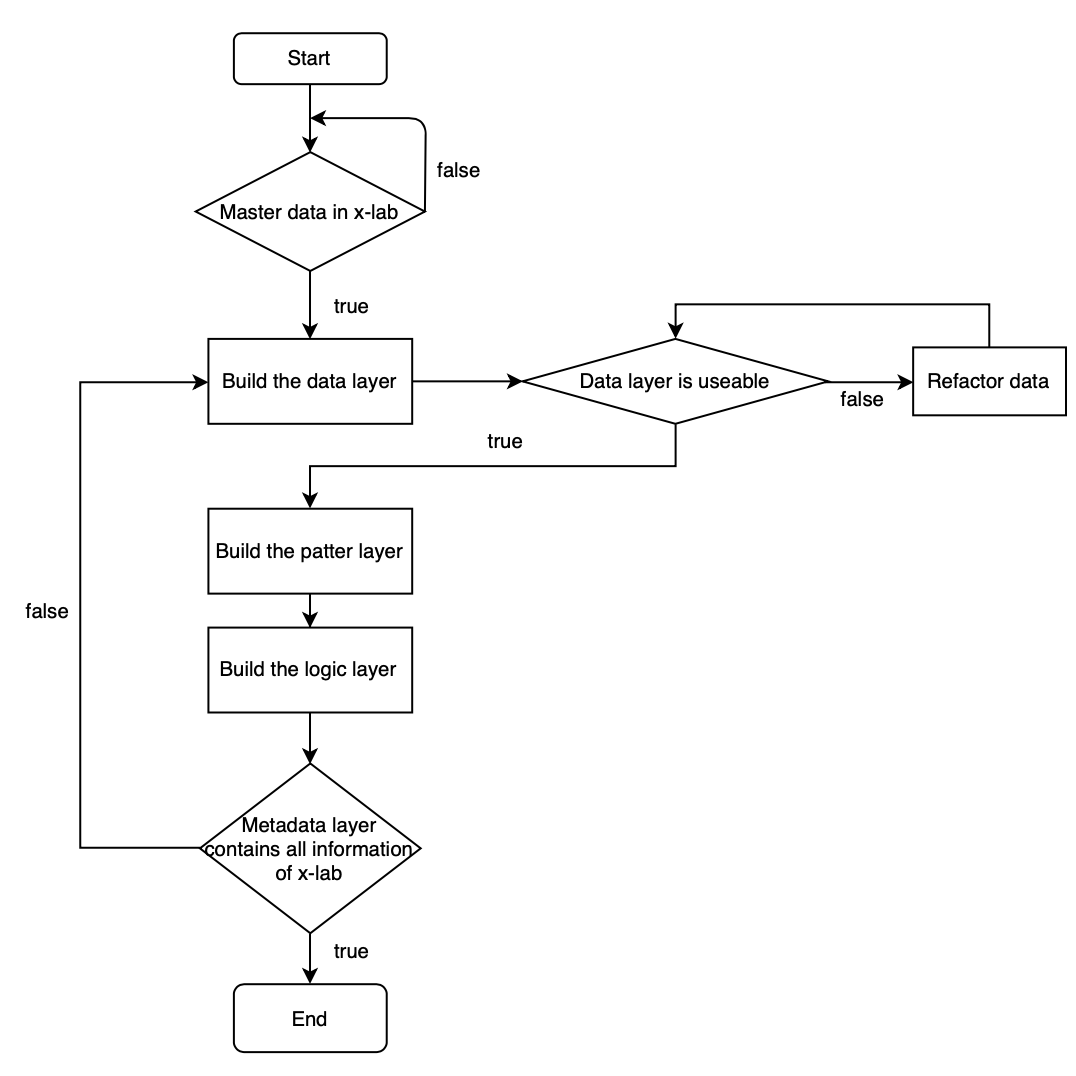 Start
false
Master data in x-lab
true
Build the data layer
Data layer is useable
false
Refactor data
true
Build the patter layer
false
Build the logic layer
Metadata layer
contains all information
of x-lab
true
End